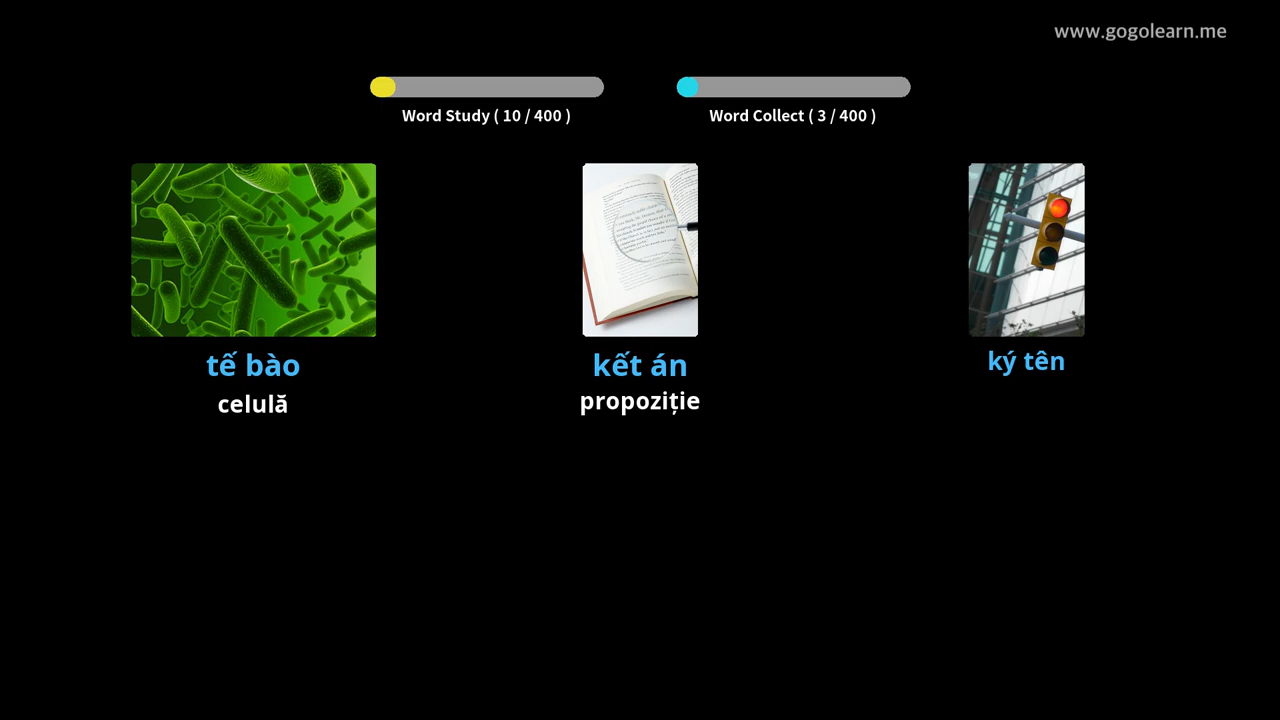 www.gogolearn.me
Word Study ( 10 / 400 )
Word Collect ( 3 / 400 )
tế bào
celulă
kết án
propoziție
ký tên